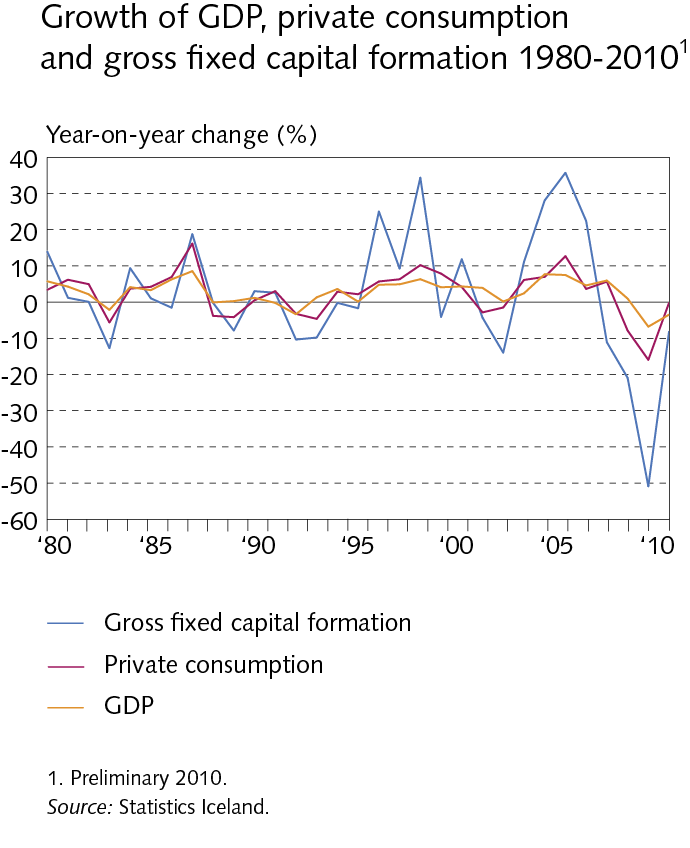 Growth of GDP, private consumption
and gross fixed capital formation 1980-2010¹
Year-on-year change (%)
40
30
20
10
0
-10
-20
-30
-40
-50
-60
‘80 ‘85 ‘90 ‘95 ‘00 ‘05 ‘10
Gross fixed capital formation
Private consumption
GDP
1. Preliminary 2010.
Source: Statistics Iceland.